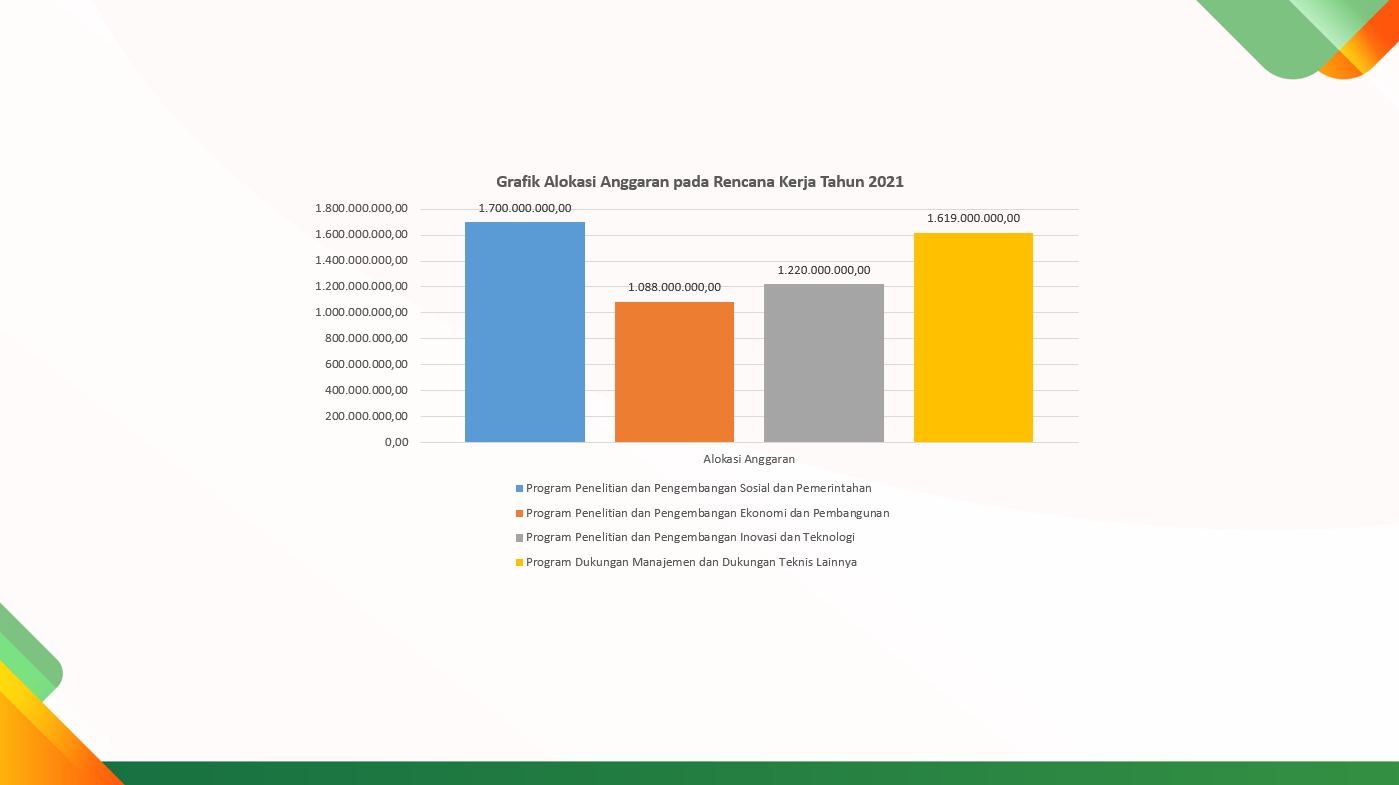 Grafik Alokasi Anggaran pada Rencana Kerja Tahun 2021
1.800.000.000,00
1.600.000.000,00
1.400.000.000,00
1.200.000.000,00
1.000.000.000,00
800.000.000,00
600.000.000,00
400.000.000,00
200.000.000,00
0,00
1.700.000.000,00
1.088.000.000,00
1.220.000.000,00
1.619.000.000,00
Alokasi Anggaran
Program Penelitian dan Pengembangan Sosial dan Pemerintahan
Program Penelitian dan Pengembangan Ekonomi dan Pembangunan
Program Penelitian dan Pengembangan Inovasi dan Teknologi
Program Dukungan Manajemen dan Dukungan Teknis Lainnya